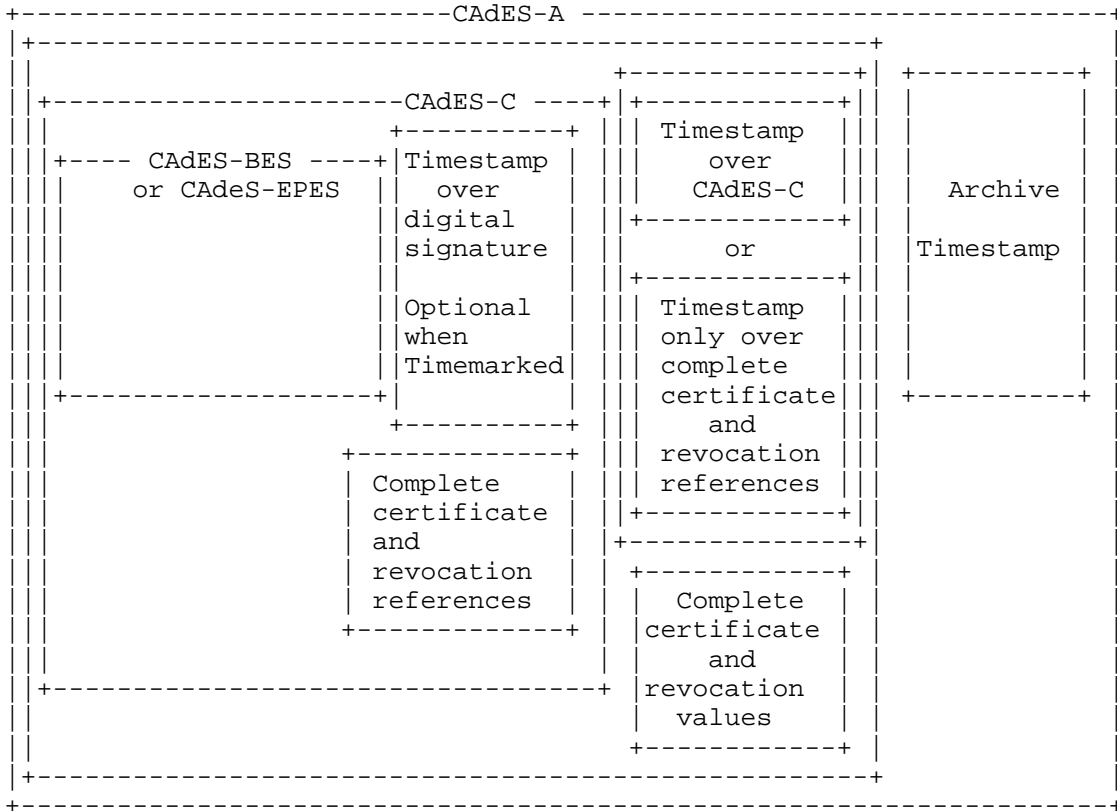 CAdES-A
CAdES-C
CAdES-BES
or CAdeS-EPES
Timestamp
over
digital
signature
Optional
when
Timemarked
Complete
certificate
and
revocation
references
Timestamp
over
CAdES-C
or
Timestamp
only over
complete
certificate
and
revocation
references
Complete
certificate
and
revocation
values
Archive
Timestamp